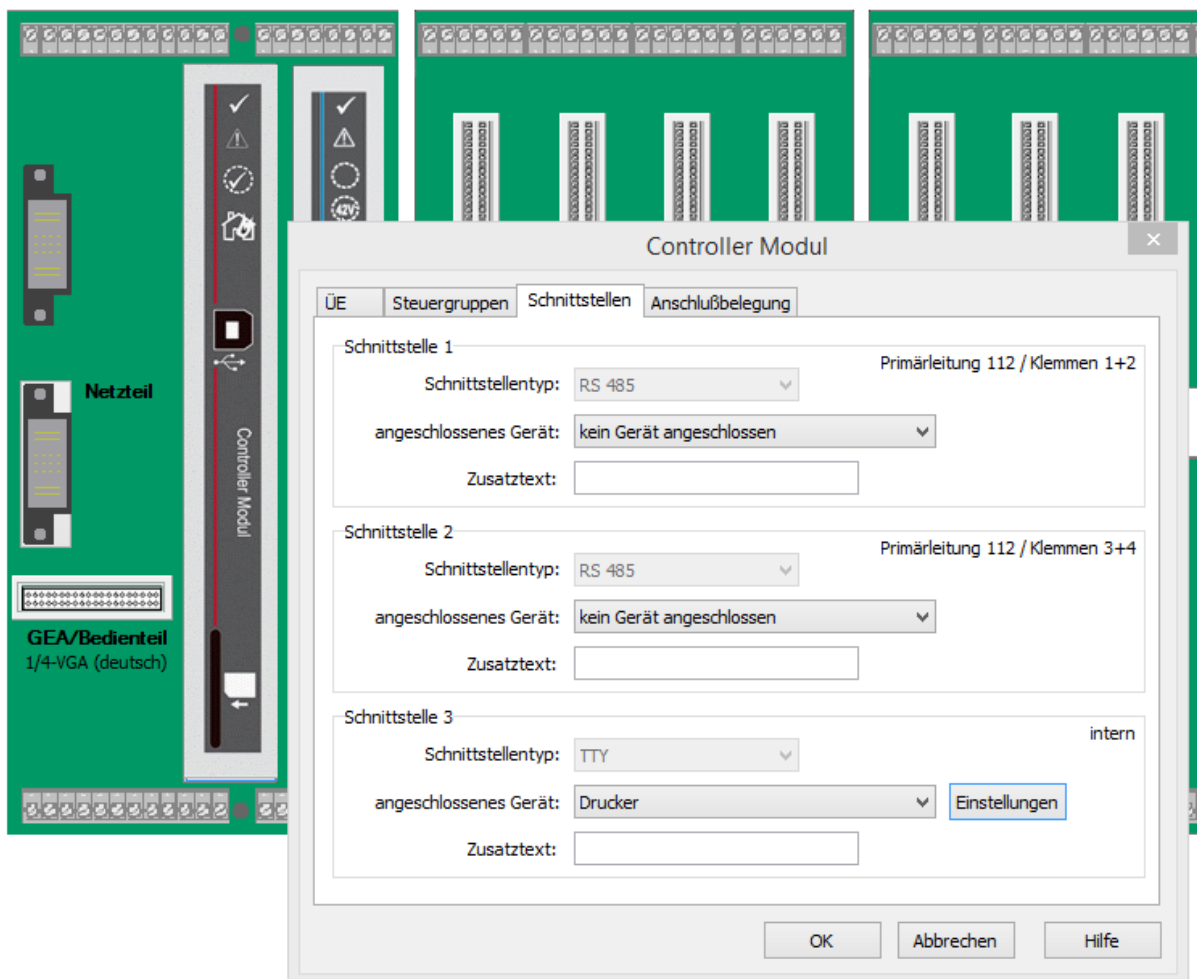 42V
Netzteil
Controller Modul
GEA/Bedienteil
1/4-VGA (deutsch)
Controller Modul
ÜE
Steuergruppen
Schnittstellen
Anschlußbelegung
Schnittstelle 1
Primärleitung 112 / Klemmen 1+2
Schnittstellentyp: RS 485
angeschlossenes Gerät: kein Gerät angeschlossen
Zusatztext:
Schnittstelle 2
Primärleitung 112 / Klemmen 3+4
Schnittstellentyp: RS 485
angeschlossenes Gerät: kein Gerät angeschlossen
Zusatztext:
Schnittstelle 3
intern
Schnittstellentyp: TTY
angeschlossenes Gerät: Drucker Einstellungen
Zusatztext:
OK Abbrechen Hilfe